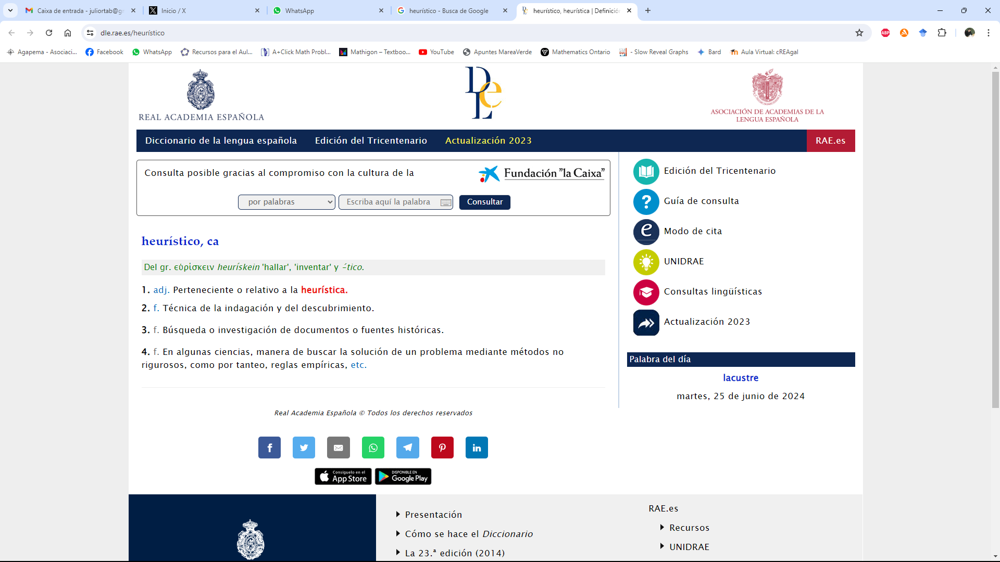 Caixa de entrada - juliortab@gr
Inicio / X
WhatsApp
heurístico - Busca de Google
heurístico, heurística | Definició
dle.rae.es/heurístico
ABP
Agapema - Asociaci...
Facebook
WhatsApp
Recursos para el Aul...
A+Click Math Probl...
Mathigon – Textboo...
YouTube
Apuntes MareaVerde
Mathematics Ontario
- Slow Reveal Graphs
Bard
Aula Virtual: cREAgal
REAL ACADEMIA ESPAÑOLA
DLe
ASOCIACIÓN DE ACADEMIAS DE LA
LENGUA ESPAÑOLA
Diccionario de la lengua española
Edición del Tricentenario
Actualización 2023
RAE.es
Consulta posible gracias al compromiso con la cultura de la
Fundación "la Caixa"
por palabras
Escriba aquí la palabra
Consultar
heurístico, ca
Del gr. εὑρίσκειν heurískein 'hallar', 'inventar' y -́tico.
1. adj. Perteneciente o relativo a la heurística.
2. f. Técnica de la indagación y del descubrimiento.
3. f. Búsqueda o investigación de documentos o fuentes históricas.
4. f. En algunas ciencias, manera de buscar la solución de un problema mediante métodos no
rigurosos, como por tanteo, reglas empíricas, etc.
Real Academia Española © Todos los derechos reservados
Consíguelo en el
App Store
DISPONIBLE EN
Google Play
Edición del Tricentenario
Guía de consulta
Modo de cita
UNIDRAE
Consultas lingüísticas
Actualización 2023
Palabra del día
lacustre
martes, 25 de junio de 2024
Presentación
Cómo se hace el Diccionario
La 23.ª edición (2014)
RAE.es
Recursos
UNIDRAE